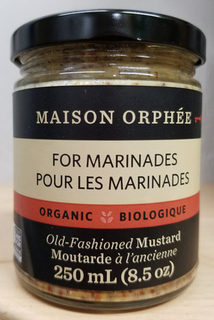 MAISON ORPHÉE
FOR MARINADES
POUR LES MARINADES
ORGANIC BIOLOGIQUE
Old-Fashioned Mustard
Moutarde à l'ancienne
250 mL (8.5 oz)